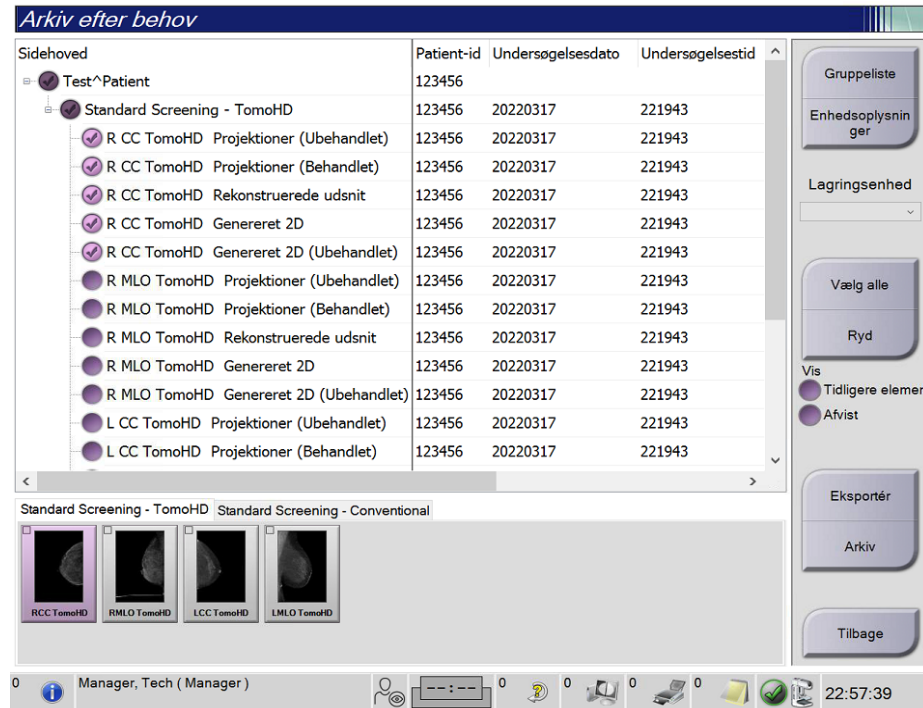 Arkiv efter behov
Sidehoved Patient-id Undersøgelsesdato Undersøgelsestid
Test^Patient 123456
Standard Screening - TomoHD 123456 20220317 221943
R CC TomoHD Projektioner (Ubehandlet) 123456 20220317 221943
R CC TomoHD Projektioner (Behandlet) 123456 20220317 221943
R CC TomoHD Rekonstruerede udsnit 123456 20220317 221943
R CC TomoHD Genereret 2D 123456 20220317 221943
R CC TomoHD Genereret 2D (Ubehandlet) 123456 20220317 221943
R MLO TomoHD Projektioner (Ubehandlet) 123456 20220317 221943
R MLO TomoHD Projektioner (Behandlet) 123456 20220317 221943
R MLO TomoHD Rekonstruerede udsnit 123456 20220317 221943
R MLO TomoHD Genereret 2D 123456 20220317 221943
R MLO TomoHD Genereret 2D (Ubehandlet) 123456 20220317 221943
L CC TomoHD Projektioner (Ubehandlet) 123456 20220317 221943
L CC TomoHD Projektioner (Behandlet) 123456 20220317 221943
Standard Screening - TomoHD Standard Screening - Conventional
RCC TomoHD RMLO TomoHD LCC TomoHD LMLO TomoHD
Gruppeliste
Enhedsoplysnin
ger
Lagringsenhed
Vælg alle
Ryd
Vis
Tidligere elemer
Afvist
Eksportér
Arkiv
Tilbage
0 Manager, Tech ( Manager ) --:-- 0 0 0 0 22:57:39